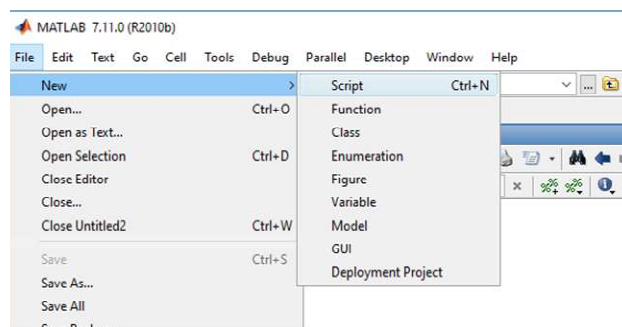 MATLAB 7.11.0 (R2010b)
File Edit Text Go Cell Tools Debug Parallel Desktop Window Help
New
Open... Ctrl+O
Open as Text...
Open Selection Ctrl+D
Close Editor
Close...
Close Untitled2 Ctrl+W
Save Ctrl+S
Save As...
Save All
Script Ctrl+N
Function
Class
Enumeration
Figure
Variable
Model
GUI
Deployment Project